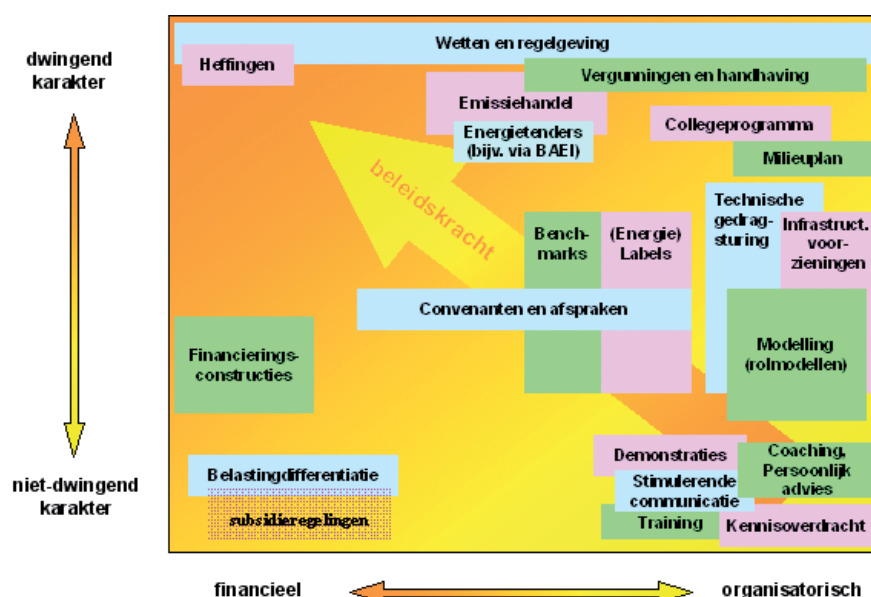 dwingend
karakter
niet-dwingend
karakter
Wetten en regelgeving
Heffingen
Vergunningen en handhaving
Emissiehandel
Energietenders
(bijv. via BAEI)
Collegeprogramma
Milieuplan
beleidskracht
Technische
gedrag-
sturing
Infrastruct.
voor-
zieningen
Bench-
marks
(Energie)
Labels
Convenanten en afspraken
Financierings-
constructies
Modelling
(rolmodellen)
Belastingdifferentiatie
subsidieregelingen
Demonstraties
Stimulerende
communicatie
Training
Coaching,
Persoonlijk
advies
Kennisoverdracht
financieel
organisatorisch